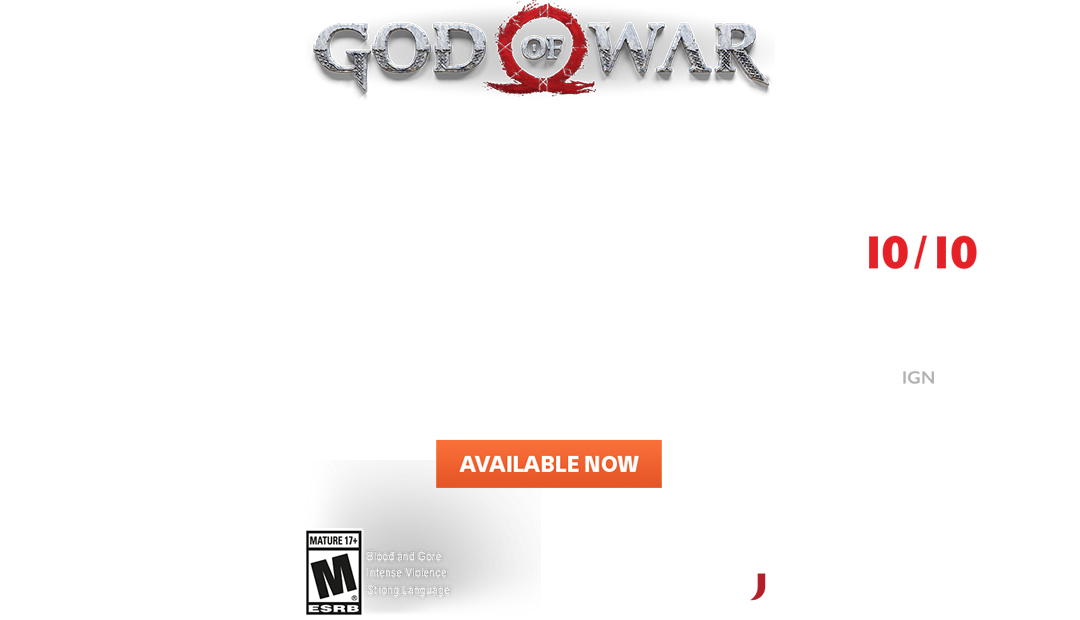 GOD OF WAR
10/10
IGN
AVAILABLE NOW
MATURE 17+
M
®
ESRB
Blood and Gore
Intense Violence
Strong Language